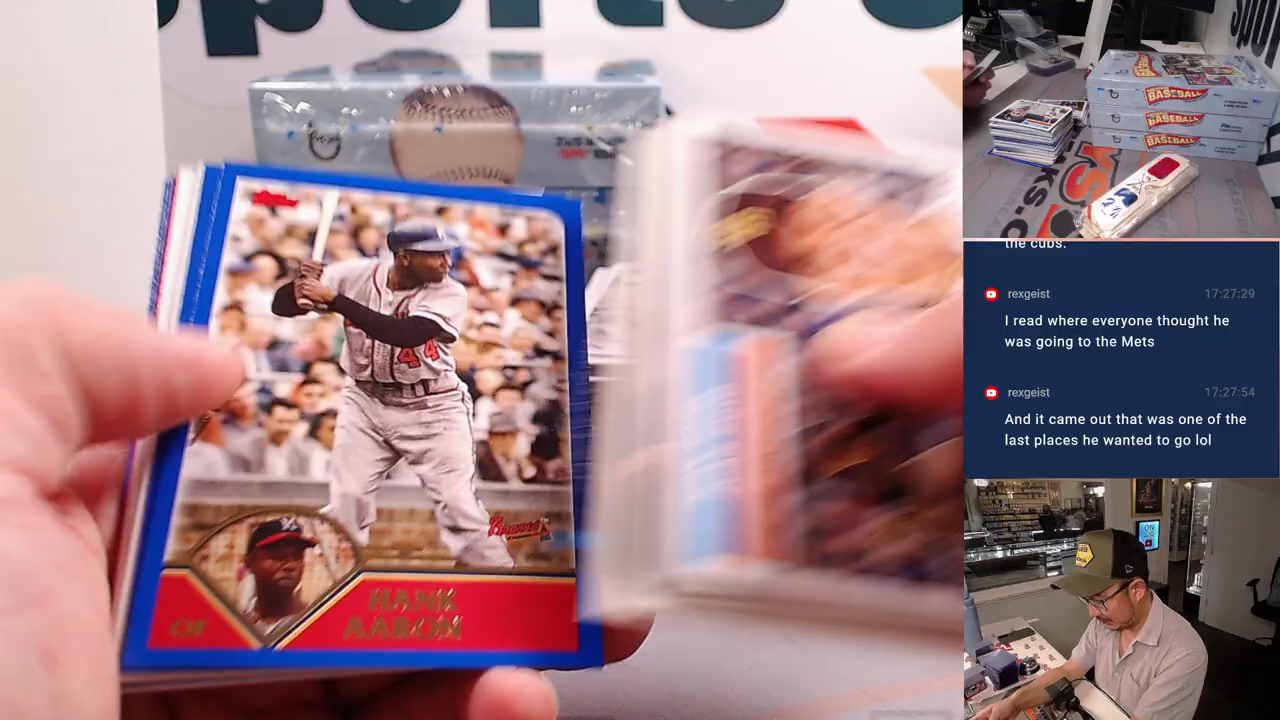 Topps
44
Braves
OF
HANK
AARON
BASEBALL
BASEBALL
BASEBALL
the cubs.
rexgeist 17:27:29
I read where everyone thought he
was going to the Mets
rexgeist 17:27:54
And it came out that was one of the
last places he wanted to go lol
ON
AIR